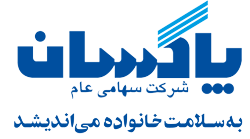 پاکسان
شرکت سهامی عام
به سلامت خانواده می‌اندیشد